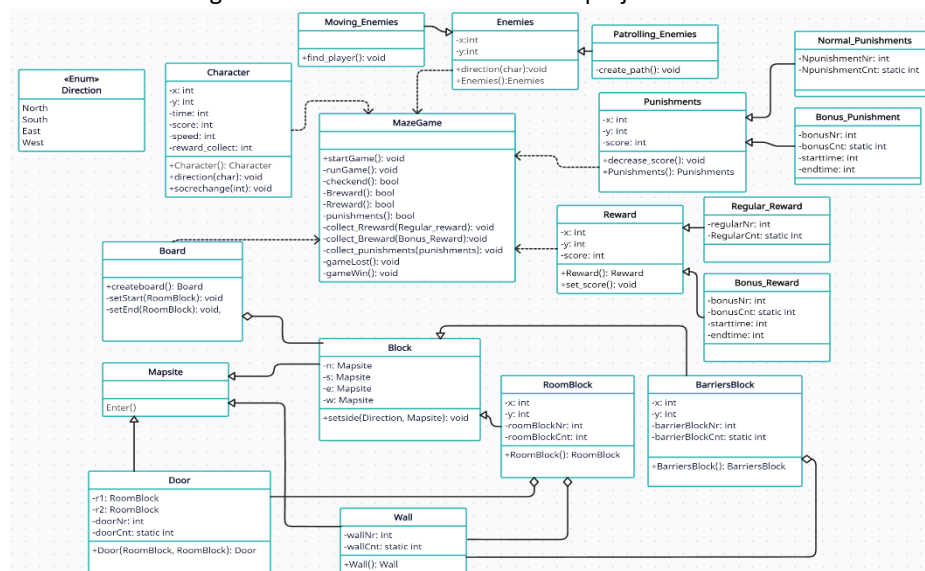 Moving_Enemies
+find_player(): void
Enemies
-x:int
-y:int
+direction(char):void
+Enemies():Enemies
Patrolling_Enemies
-create_path(): void
Normal_Punishments
-NpunishmentNr: int
-NpunishmentCnt: static int
«Enum»
Direction
North
South
East
West
Character
-x: int
-y: int
-time: int
-score: int
-speed: int
-reward_collect: int
+Character(): Character
+direction(char): void
+socrechange(int): void
MazeGame
+startGame(): void
-runGame(): void
-checkend(): bool
-Breward(): bool
-Rreward(): bool
-punishments(): bool
-collect_Rreward(Regular_reward): void
-collect_Breward(Bonus_Reward):void
-collect_punishments(punishments): void
-gameLost(): void
-gameWin(): void
Punishments
-x: int
-y: int
-score: int
+decrease_score(): void
+Punishments(): Punishments
Bonus_Punishment
-bonusNr: int
-bonusCnt: static int
-starttime: int
-endtime: int
Reward
-x: int
-y: int
-score: int
+Reward(): Reward
+set_score(): void
Regular_Reward
-regularNr: int
-RegularCnt: static int
Bonus_Reward
-bonusNr: int
-bonusCnt: static int
-starttime: int
-endtime: int
Board
+createboard(): Board
-setStart(RoomBlock): void
-setEnd(RoomBlock): void,
Mapsite
Enter()
Block
-n: Mapsite
-s: Mapsite
-e: Mapsite
-w: Mapsite
+setside(Direction, Mapsite): void
RoomBlock
-x: int
-y: int
-roomBlockNr: int
-roomBlockCnt: static int
+RoomBlock(): RoomBlock
BarriersBlock
-x: int
-y: int
-barrierBlockNr: int
-barrierBlockCnt: static int
+BarriersBlock(): BarriersBlock
Door
-r1: RoomBlock
-r2: RoomBlock
-doorNr: int
-doorCnt: static int
+Door(RoomBlock, RoomBlock): Door
Wall
-wallNr: int
-wallCnt: static int
+Wall(): Wall